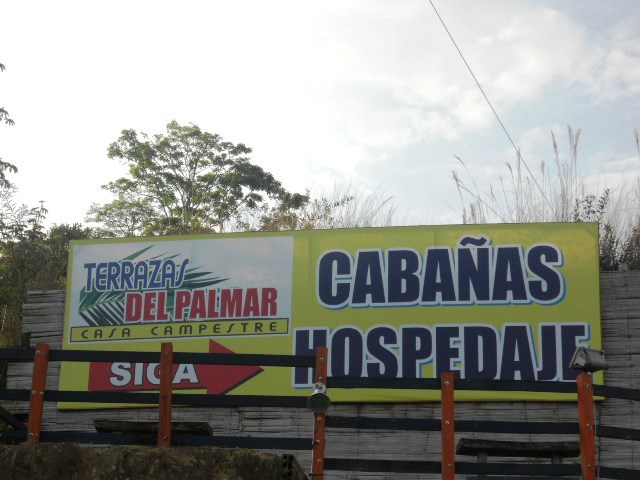 TERRAZAS
DEL PALMAR
CASA CAMPESTRE
SIGA
CABAÑAS
HOSPEDAJE